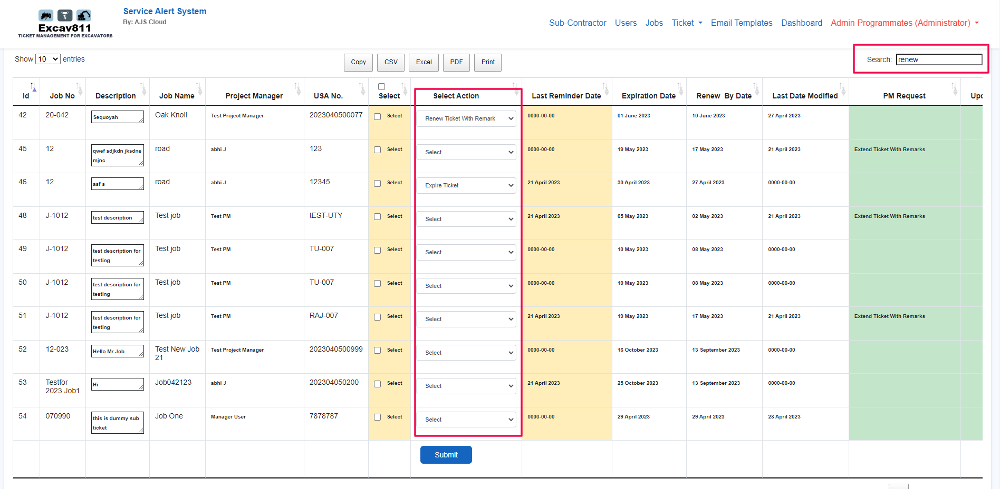 Service Alert System
By: AJS Cloud
Excav811
TICKET MANAGEMENT FOR EXCAVATORS
Sub-Contractor Users Jobs Ticket Email Templates Dashboard Admin Programmates (Administrator)
Show 10 entries
Copy CSV Excel PDF Print
Search: renew
Id Job No Description Job Name Project Manager USA No. Select Select Action Last Reminder Date Expiration Date Renew By Date Last Date Modified PM Request Upd
42 20-042 Sequoyah Oak Knoll Test Project Manager 2023040500077 Select Renew Ticket With Remark 0000-00-00 01 June 2023 10 June 2023 27 April 2023
45 12 qwef sdjkdn jksdne road abhi J 123 Select Select 0000-00-00 19 May 2023 17 May 2023 21 April 2023 Extend Ticket With Remarks
mjnc
46 12 asf s road abhi J 12345 Select Expire Ticket 21 April 2023 30 April 2023 27 April 2023 0000-00-00
48 J-1012 test description Test job Test PM tEST-UTY Select Select 21 April 2023 05 May 2023 02 May 2023 21 April 2023 Extend Ticket With Remarks
49 J-1012 test description for Test job Test PM TU-007 Select Select 0000-00-00 10 May 2023 08 May 2023 0000-00-00
testing
50 J-1012 test description for Test job Test PM TU-007 Select Select 0000-00-00 10 May 2023 08 May 2023 0000-00-00
testing
51 J-1012 test description for Test job Test PM RAJ-007 Select Select 21 April 2023 19 May 2023 17 May 2023 21 April 2023 Extend Ticket With Remarks
testing
52 12-023 Hello Mr Job Test New Job Test Project Manager 2023040500999 Select Select 0000-00-00 16 October 2023 13 September 2023 0000-00-00
21
53 Testfor Hi Job042123 abhi J 202304050200 Select Select 21 April 2023 25 October 2023 13 September 2023 0000-00-00
2023 Job1
54 070990 this is dummy sub Job One Manager User 7878787 Select Select 0000-00-00 29 April 2023 29 April 2023 28 April 2023
ticket
Submit